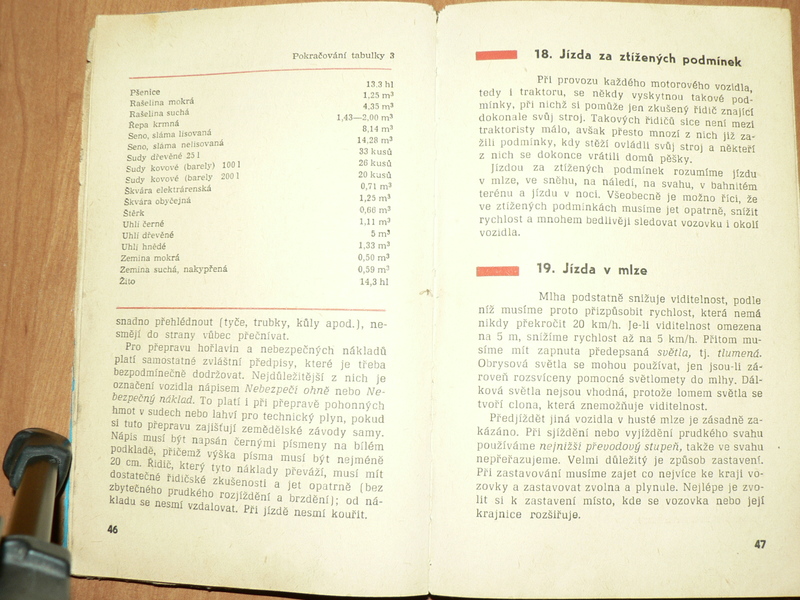 Pokračování tabulky 3
Pšenice 13,3 hl
Rašelina mokrá 1,25 m³
Rašelina suchá 4,35 m³
Řepa krmná 1,43—2,00 m³
Seno, sláma lisovaná 8,14 m³
Seno, sláma nelisovaná 14,28 m³
Sudy dřevěné 25 l 33 kusů
Sudy kovové (barely) 100 l 26 kusů
Sudy kovové (barely 200 l 20 kusů
Škvára elektrárenská 0,71 m³
Škvára obyčejná 1,25 m³
Štěrk 0,66 m³
Uhlí černé 1,11 m³
Uhlí dřevěné 5 m³
Uhlí hnědé 1,33 m³
Zemina mokrá 0,50 m³
Zemina suchá, nakypřená 0,59 m³
Žito 14,3 hl
snadno přehlédnout (tyče, trubky, kůly apod.), ne-
smějí do strany vůbec přečnívat.
Pro přepravu hořlavin a nebezpečných nákladů
platí samostatné zvláštní předpisy, které je třeba
bezpodmínečně dodržovat. Nejdůležitější z nich je
označení vozidla nápisem Nebezpečí ohně nebo Ne-
bezpečný náklad. To platí i při přepravě pohonných
hmot v sudech nebo lahví pro technický plyn, pokud
si tuto přepravu zajišťují zemědělské závody samy.
Nápis musí být napsán černými písmeny na bílém
podkladě, přičemž výška písma musí být nejméně
20 cm. Řidič, který tyto náklady převáží, musí mít
dostatečné řidičské zkušenosti a jet opatrně (bez
zbytečného prudkého rozjíždění a brzdění); od ná-
kladu se nesmí vzdalovat. Při jízdě nesmí kouřit.
46
18. Jízda za ztížených podmínek
Při provozu každého motorového vozidla,
tedy i traktoru, se někdy vyskytnou takové pod-
mínky, při nichž si pomůže jen zkušený řidič znající
dokonale svůj stroj. Takových řidičů sice není mezi
traktoristy málo, avšak přesto mnozí z nich již za-
žili podmínky, kdy stěží ovládli svůj stroj a někteří
z nich se dokonce vrátili domů pěšky.
Jízdou za ztížených podmínek rozumíme jízdu
v mlze, ve sněhu, na náledí, na svahu, v bahnitém
terénu a jízdu v noci. Všeobecně je možno říci, že
ve ztížených podmínkách musíme jet opatrně, snížit
rychlost a mnohem bedlivěji sledovat vozovku i okolí
vozidla.
19. Jízda v mlze
Mlha podstatně snižuje viditelnost, podle
níž musíme proto přizpůsobit rychlost, která nemá
nikdy překročit 20 km/h. Je-li viditelnost omezena
na 5 m, snížíme rychlost až na 5 km/h. Přitom mu-
síme mít zapnuta předepsaná světla, tj. tlumená.
Obrysová světla se mohou používat, jen jsou-li zá-
roveň rozsvíceny pomocné světlomety do mlhy. Dál-
ková světla nejsou vhodná, protože lomem světla se
tvoří clona, která znemožňuje viditelnost.
Předjíždět jiná vozidla v husté mlze je zásadně za-
kázáno. Při sjíždění nebo vyjíždění prudkého svahu
používáme nejnižší převodový stupeň, takže ve svahu
nepřeřazujeme. Velmi důležitý je způsob zastavení.
Při zastavování musíme zajet co nejvíce ke kraji vo-
zovky a zastavovat zvolna a plynule. Nejlépe je zvo-
lit si k zastavení místo, kde se vozovka nebo její
krajnice rozšiřuje.
47